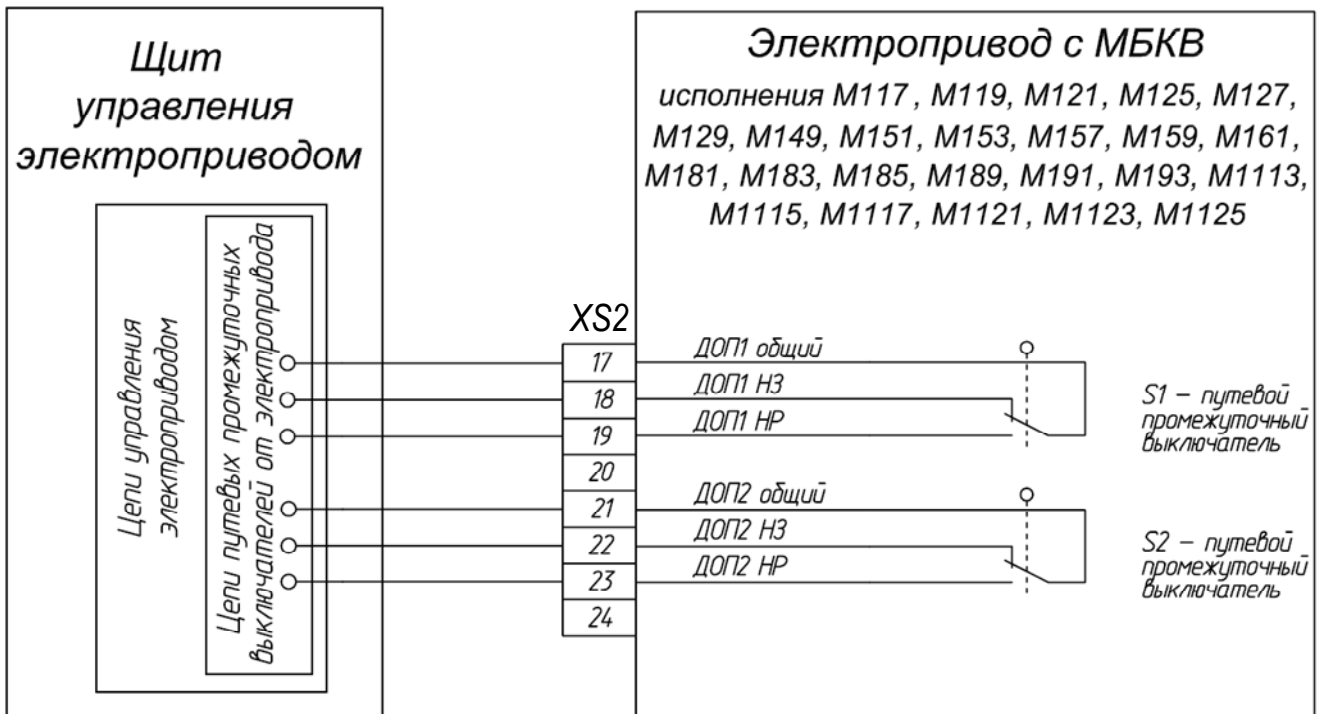 Щит
управления
электроприводом
Цепи управления
электроприводом
Цепи путевых промежуточных
выключателей от электропривода
XS2
17
18
19
20
21
22
23
24
Электропривод с МБКВ
исполнения М117 , М119, М121, М125, М127,
М129, М149, М151, М153, М157, М159, М161,
М181, М183, М185, М189, М191, М193, М1113,
М1115, М1117, М1121, М1123, М1125
ДОП1 общий
ДОП1 НЗ
ДОП1 НР
S1 – путевой
промежуточный
выключатель
ДОП2 общий
ДОП2 НЗ
ДОП2 НР
S2 – путевой
промежуточный
выключатель